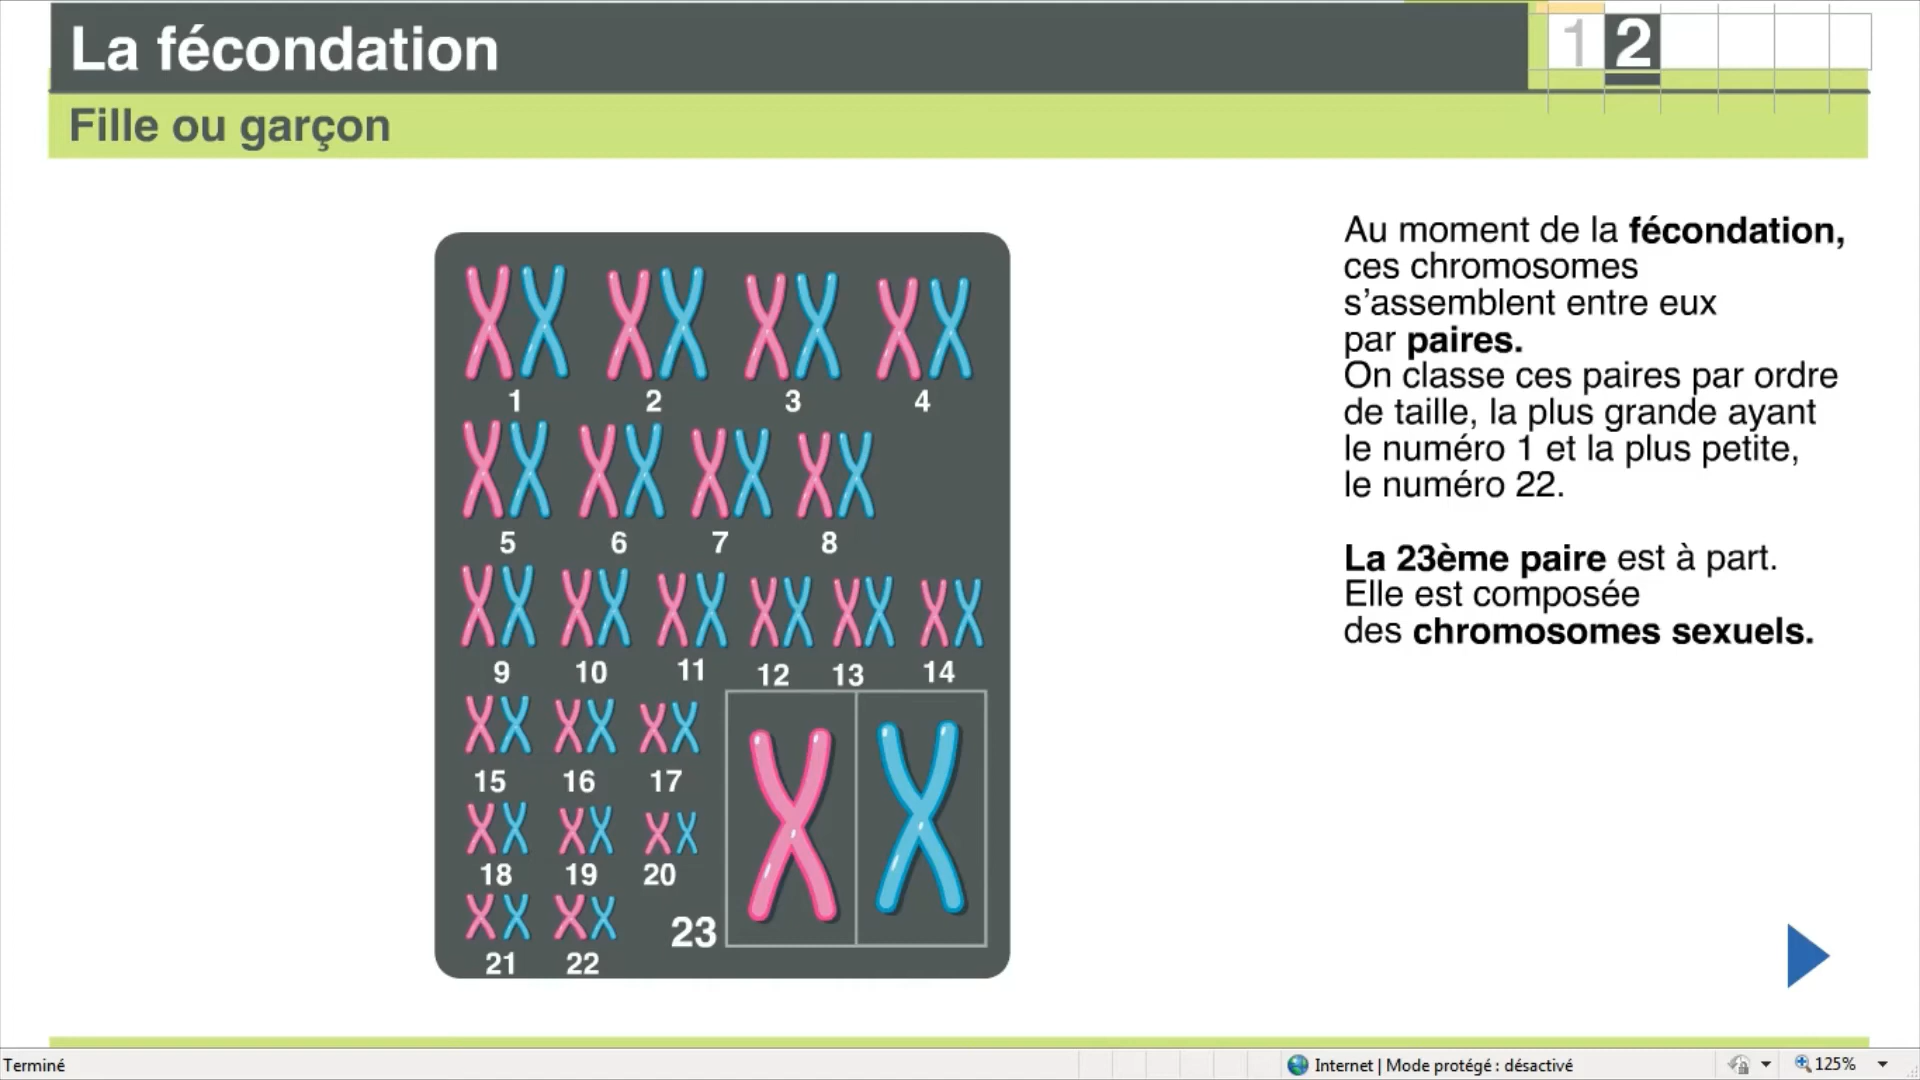 La fécondation
1 2
Fille ou garçon
Au moment de la fécondation,
ces chromosomes
s’assemblent entre eux
par paires.
On classe ces paires par ordre
de taille, la plus grande ayant
le numéro 1 et la plus petite,
le numéro 22.
La 23ème paire est à part.
Elle est composée
des chromosomes sexuels.
1 2 3 4
5 6 7 8
9 10 11 12 13 14
15 16 17
18 19 20
23
21 22
Terminé
Internet | Mode protégé : désactivé
125%